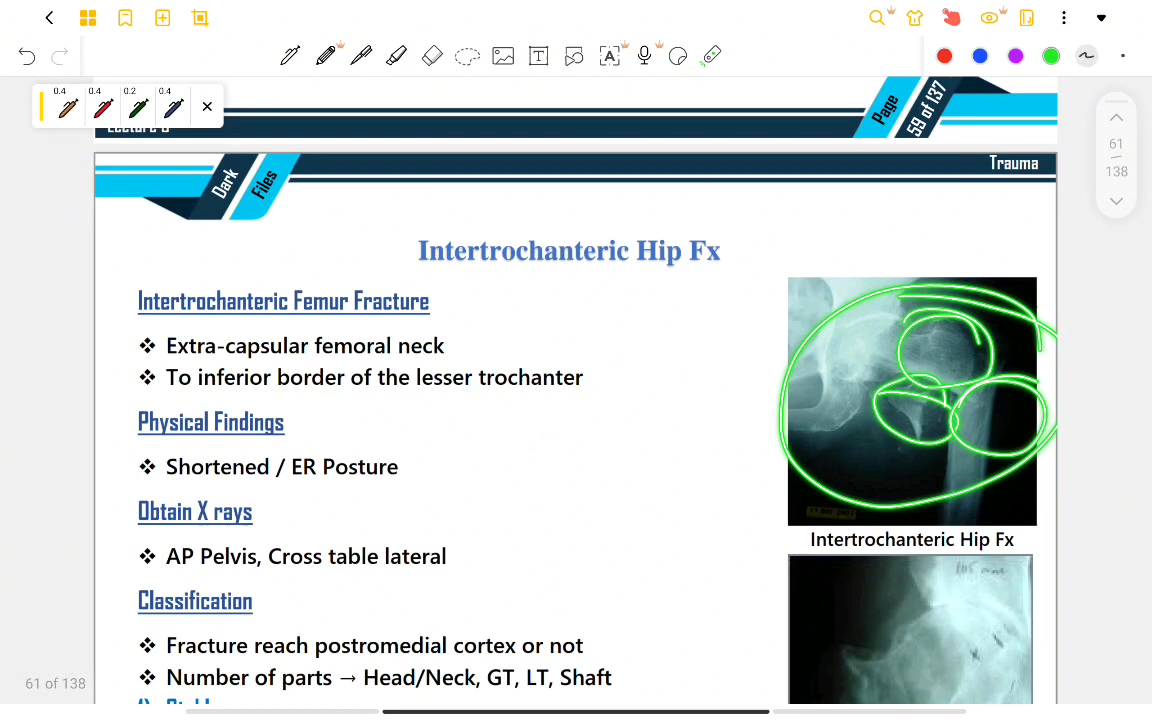 0.4 0.4 0.2 0.4
Page
59 of 137
61
138
Dark
Files
Trauma
Intertrochanteric Hip Fx
Intertrochanteric Femur Fracture
❖ Extra-capsular femoral neck
❖ To inferior border of the lesser trochanter
Physical Findings
❖ Shortened / ER Posture
Obtain X rays
❖ AP Pelvis, Cross table lateral
Classification
❖ Fracture reach postromedial cortex or not
❖ Number of parts → Head/Neck, GT, LT, Shaft
Intertrochanteric Hip Fx
61 of 138